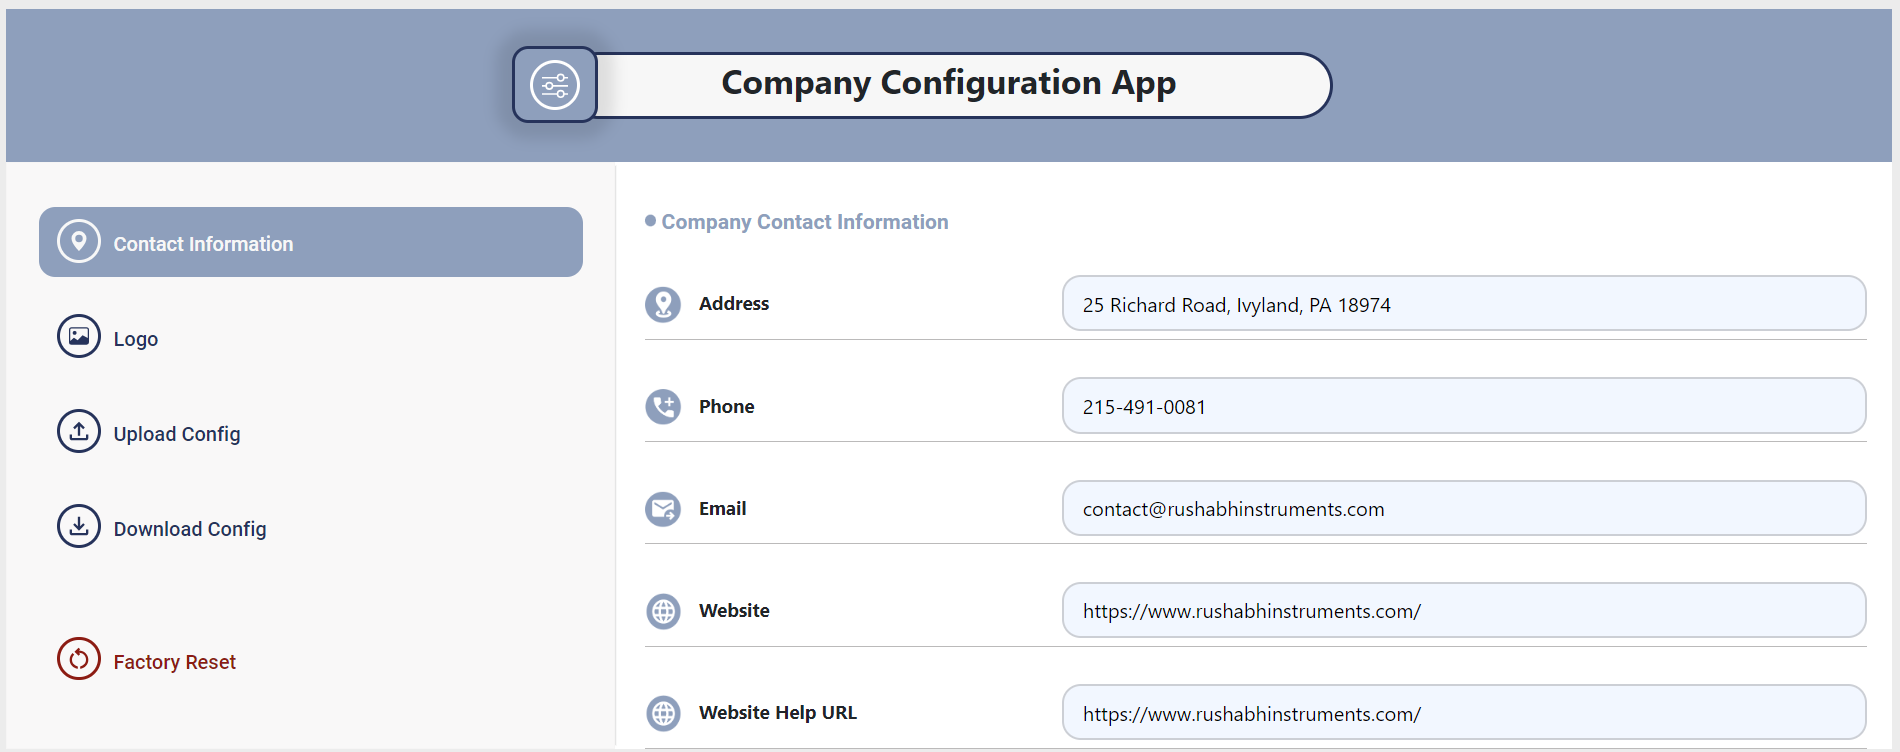 Company Configuration App
Contact Information
Logo
Upload Config
Download Config
Factory Reset
Company Contact Information
Address
25 Richard Road, Ivyland, PA 18974
Phone
215-491-0081
Email
contact@rushabhinstruments.com
Website
https://www.rushabhinstruments.com/
Website Help URL
https://www.rushabhinstruments.com/